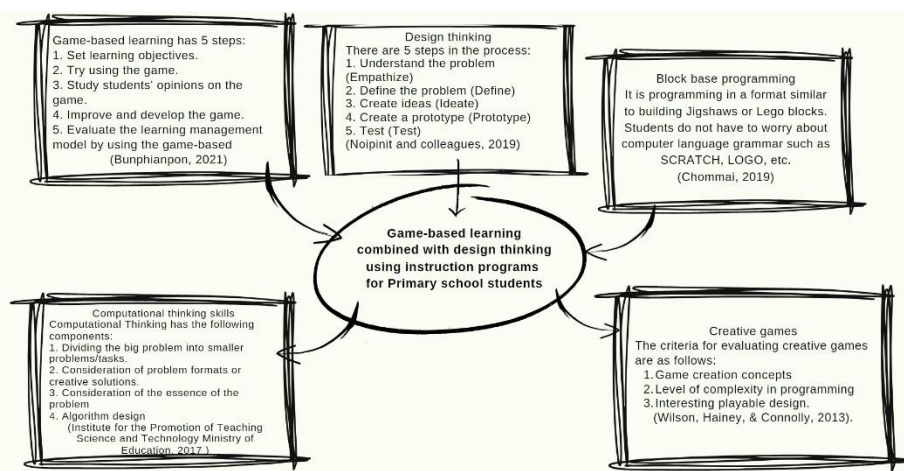 Game-based learning has 5 steps:
1. Set learning objectives.
2. Try using the game.
3. Study students' opinions on the
game.
4. Improve and develop the game.
5. Evaluate the learning management
model by using the game-based
(Bunphianpon, 2021)
Design thinking
There are 5 steps in the process:
1. Understand the problem
(Empathize)
2. Define the problem (Define)
3. Create ideas (Ideate)
4. Create a prototype (Prototype)
5. Test (Test)
(Noipinit and colleagues, 2019)
Block base programming
It is programming in a format similar
to building Jigshaws or Lego blocks.
Students do not have to worry about
computer language grammar such as
SCRATCH, LOGO, etc.
(Chommai, 2019)
Game-based learning
combined with design thinking
using instruction programs
for Primary school students
Computational thinking skills
Computational Thinking has the following
components:
1. Dividing the big problem into smaller
problems/tasks.
2. Consideration of problem formats or
creative solutions.
3. Consideration of the essence of the
problem
4. Algorithm design
(Institute for the Promotion of Teaching
Science and Technology Ministry of
Education, 2017 )
Creative games
The criteria for evaluating creative games
are as follows:
1. Game creation concepts
2. Level of complexity in programming
3. Interesting playable design.
(Wilson, Hainey, & Connolly, 2013).